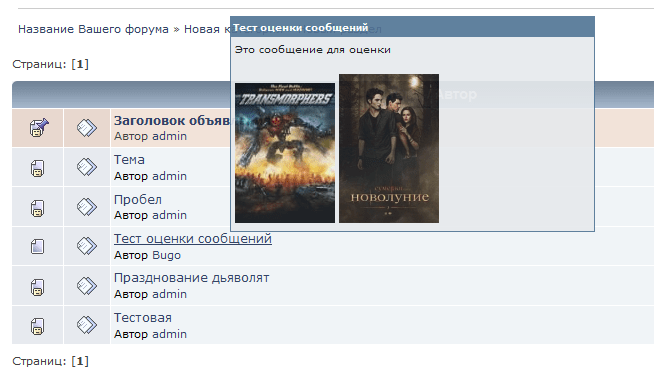 Название Вашего форума » Новая к
Тест оценки сообщений
Это сообщение для оценки
Страниц: [1]
Автор
TRANSMORPHERS
сумерки
новолуние
Заголовок объяв
Автор admin
Тема
Автор admin
Пробел
Автор admin
Тест оценки сообщений
Автор Bugo
Празднование дьяволят
Автор admin
Тестовая
Автор admin
Страниц: [1]